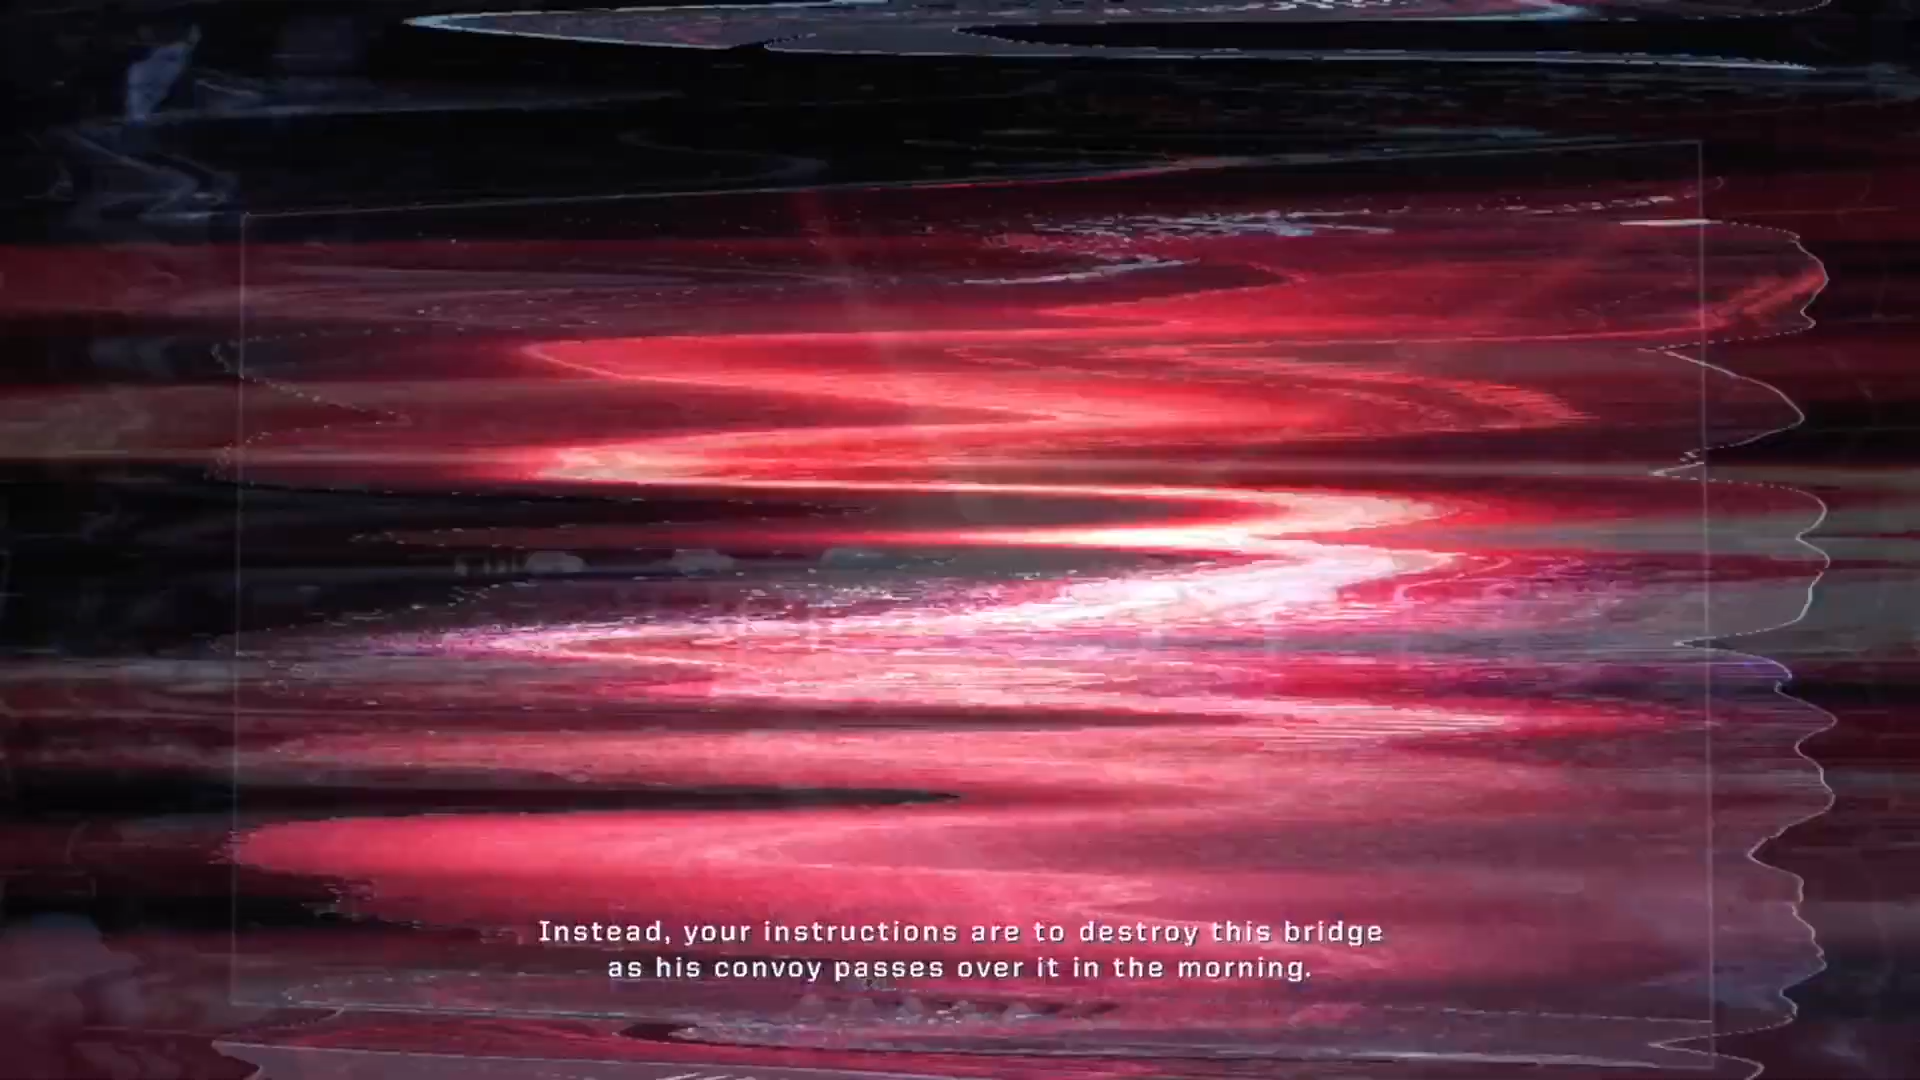 Instead, your instructions are to destroy this bridge
as his convoy passes over it in the morning.